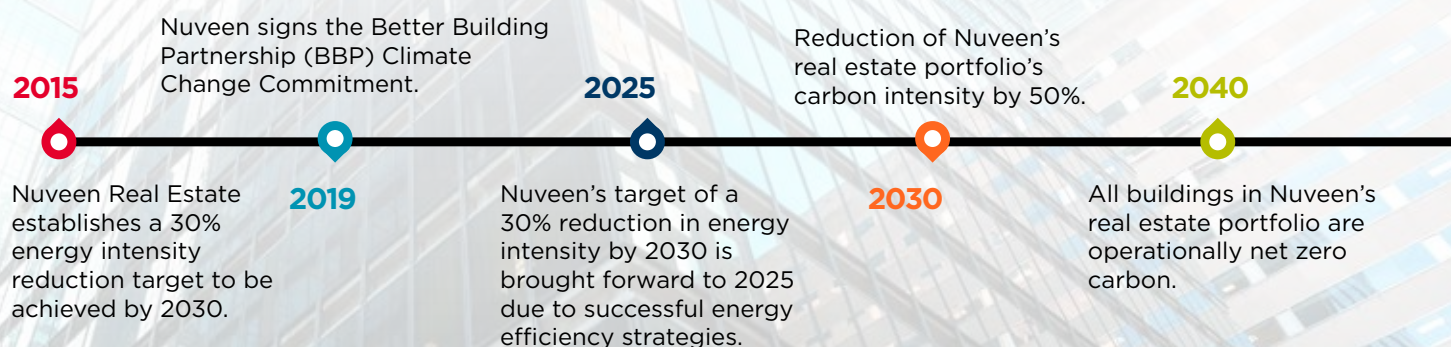 2015
Nuveen Real Estate
establishes a 30%
energy intensity
reduction target to be
achieved by 2030.
Nuveen signs the Better Building
Partnership (BBP) Climate
Change Commitment.
2019
2025
Nuveen’s target of a
30% reduction in energy
intensity by 2030 is
brought forward to 2025
due to successful energy
efficiency strategies.
Reduction of Nuveen’s
real estate portfolio’s
carbon intensity by 50%.
2030
2040
All buildings in Nuveen’s
real estate portfolio are
operationally net zero
carbon.